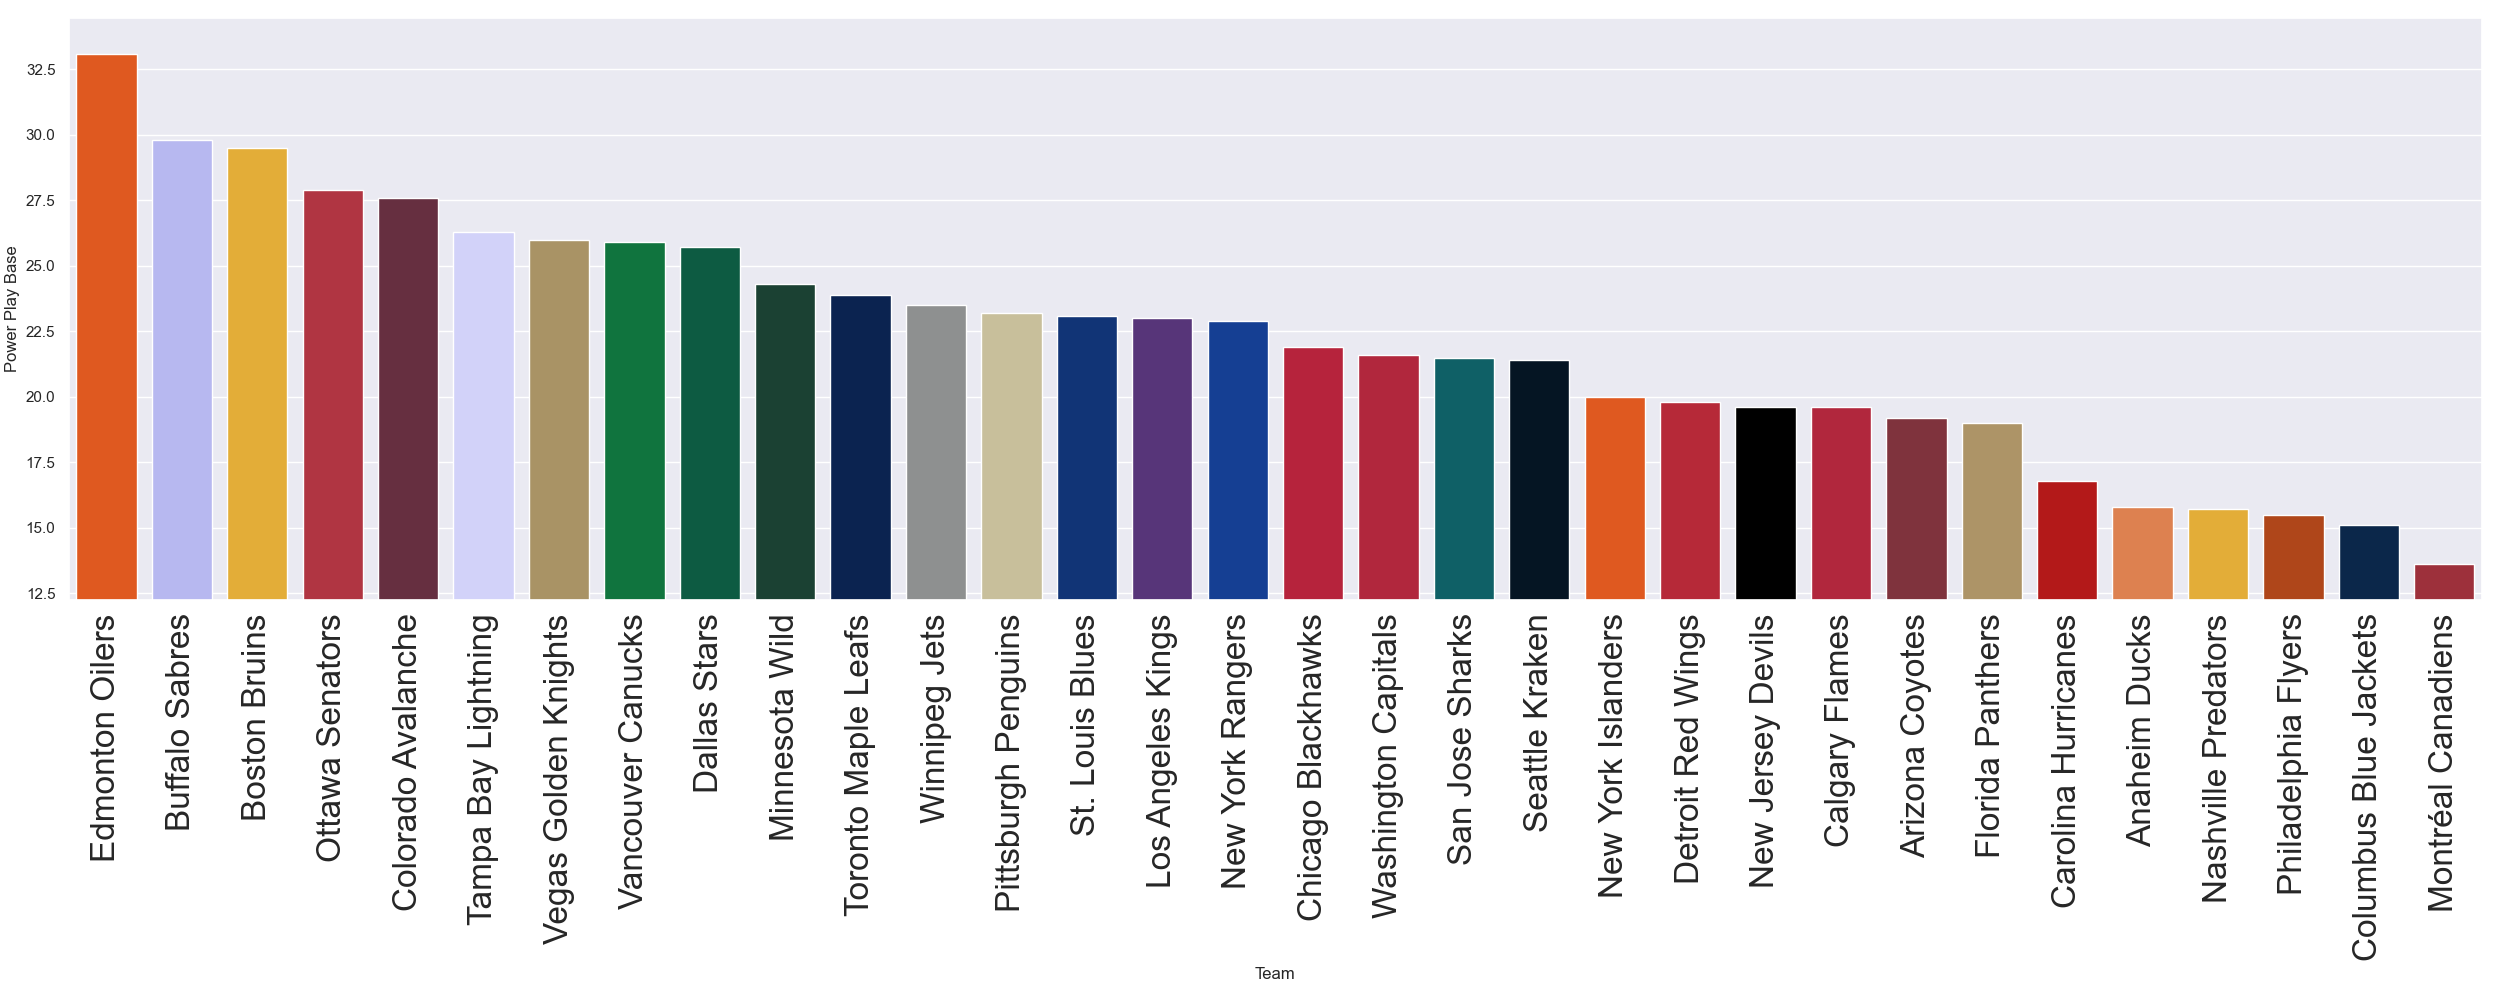 Power Play Base
32.5
30.0
27.5
25.0
22.5
20.0
17.5
15.0
12.5
Edmonton Oilers
Buffalo Sabres
Boston Bruins
Ottawa Senators
Colorado Avalanche
Tampa Bay Lightning
Vegas Golden Knights
Vancouver Canucks
Dallas Stars
Minnesota Wild
Toronto Maple Leafs
Winnipeg Jets
Pittsburgh Penguins
St. Louis Blues
Los Angeles Kings
New York Rangers
Chicago Blackhawks
Washington Capitals
San Jose Sharks
Seattle Kraken
New York Islanders
Detroit Red Wings
New Jersey Devils
Calgary Flames
Arizona Coyotes
Florida Panthers
Carolina Hurricanes
Anaheim Ducks
Nashville Predators
Philadelphia Flyers
Columbus Blue Jackets
Montréal Canadiens
Team